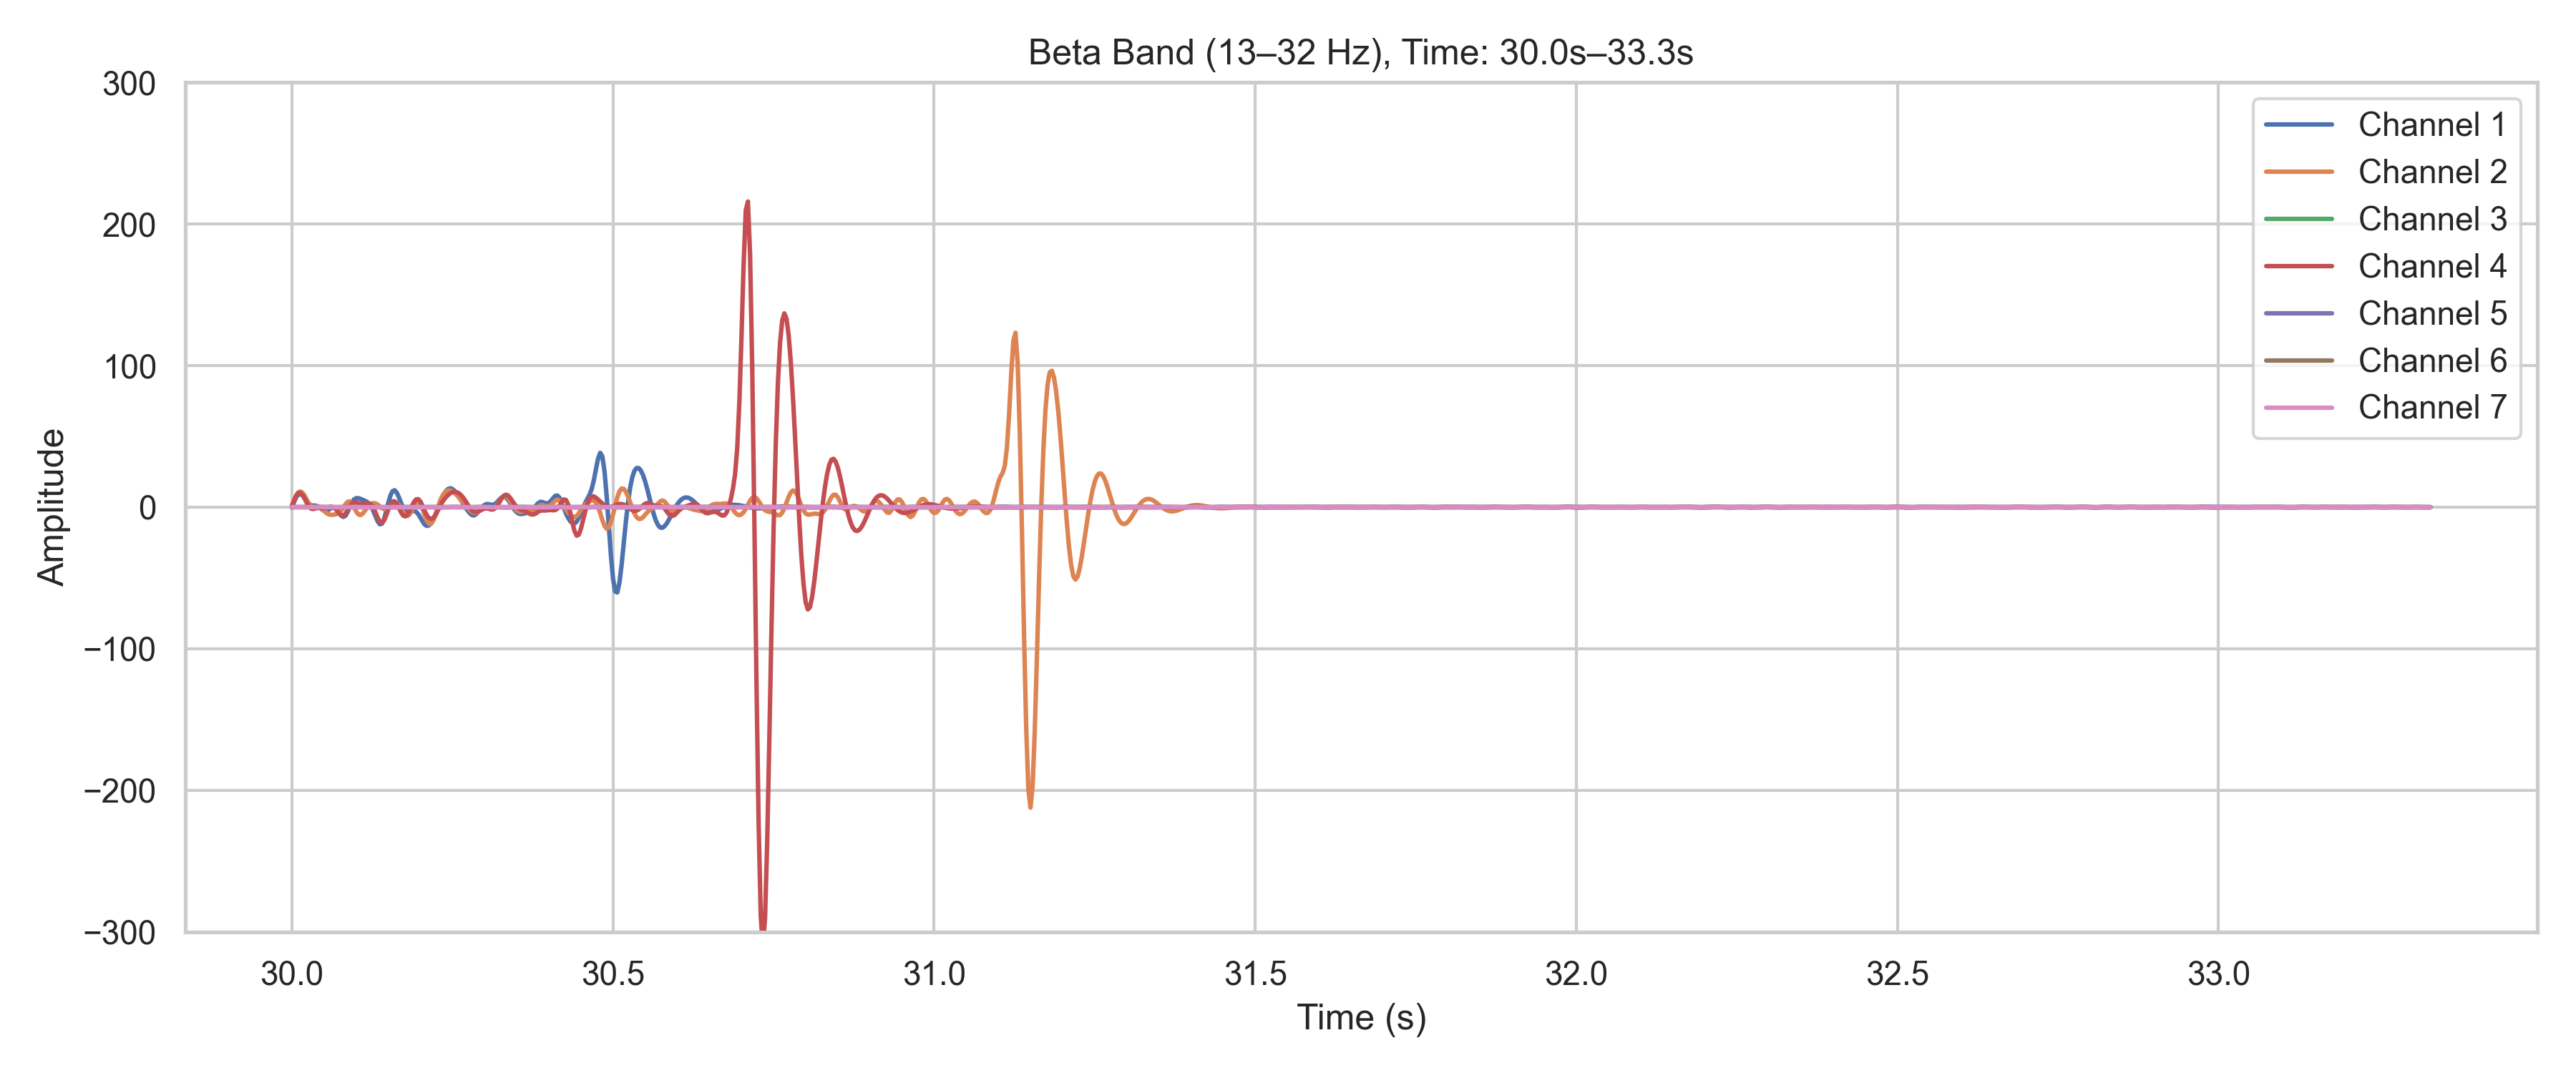 Beta Band (13–32 Hz), Time: 30.0s–33.3s
300
200
100
0
−100
−200
−300
Amplitude
Channel 1
Channel 2
Channel 3
Channel 4
Channel 5
Channel 6
Channel 7
30.0 30.5 31.0 31.5 32.0 32.5 33.0
Time (s)